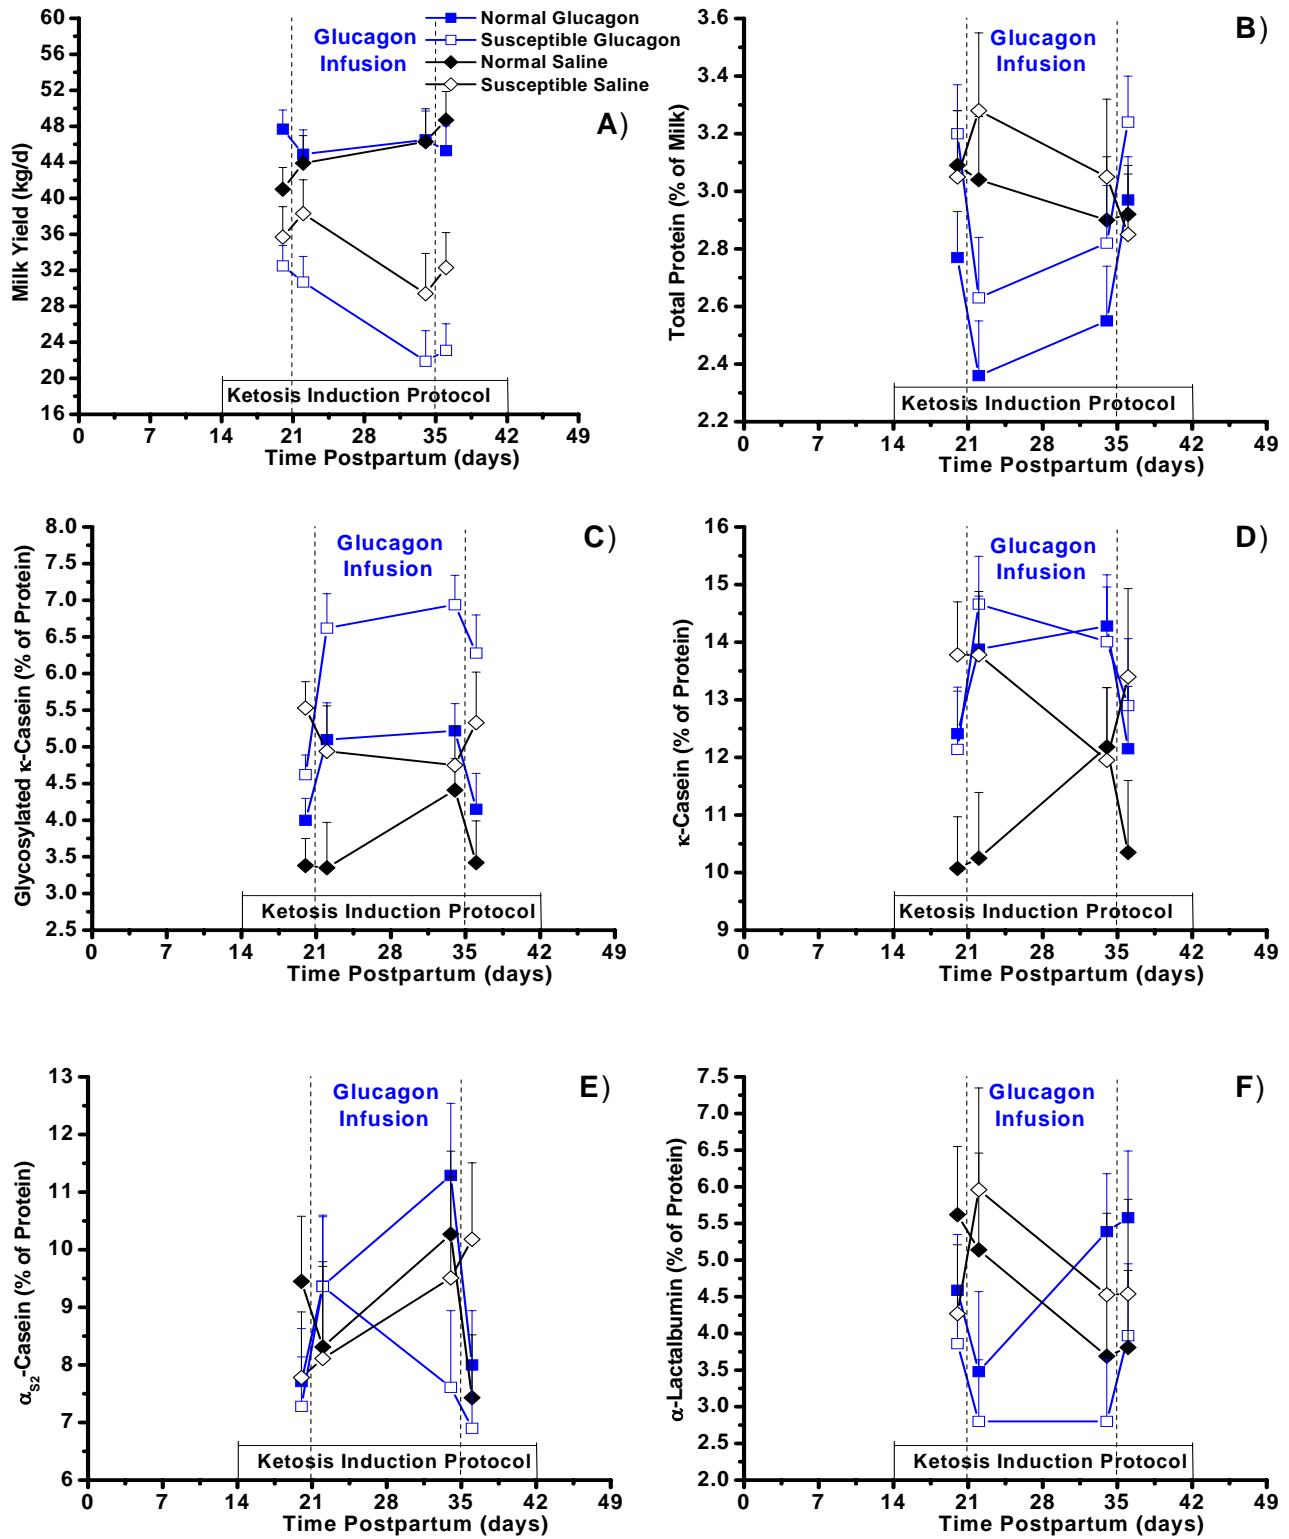 Normal Glucagon
Susceptible Glucagon
Normal Saline
Susceptible Saline
A)
Glucagon
Infusion
Milk Yield (kg/d)
60
56
52
48
44
40
36
32
28
24
20
16
Ketosis Induction Protocol
0 7 14 21 28 35 42 49
Time Postpartum (days)
B)
Glucagon
Infusion
Total Protein (% of Milk)
3.6
3.4
3.2
3.0
2.8
2.6
2.4
2.2
Ketosis Induction Protocol
0 7 14 21 28 35 42 49
Time Postpartum (days)
C)
Glucagon
Infusion
Glycosylated κ-Casein (% of Protein)
8.0
7.5
7.0
6.5
6.0
5.5
5.0
4.5
4.0
3.5
3.0
2.5
Ketosis Induction Protocol
0 7 14 21 28 35 42 49
Time Postpartum (days)
D)
Glucagon
Infusion
κ-Casein (% of Protein)
16
15
14
13
12
11
10
9
Ketosis Induction Protocol
0 7 14 21 28 35 42 49
Time Postpartum (days)
E)
Glucagon
Infusion
αS2-Casein (% of Protein)
13
12
11
10
9
8
7
6
Ketosis Induction Protocol
0 7 14 21 28 35 42 49
Time Postpartum (days)
F)
Glucagon
Infusion
α-Lactalbumin (% of Protein)
7.5
7.0
6.5
6.0
5.5
5.0
4.5
4.0
3.5
3.0
2.5
2.0
Ketosis Induction Protocol
0 7 14 21 28 35 42 49
Time Postpartum (days)